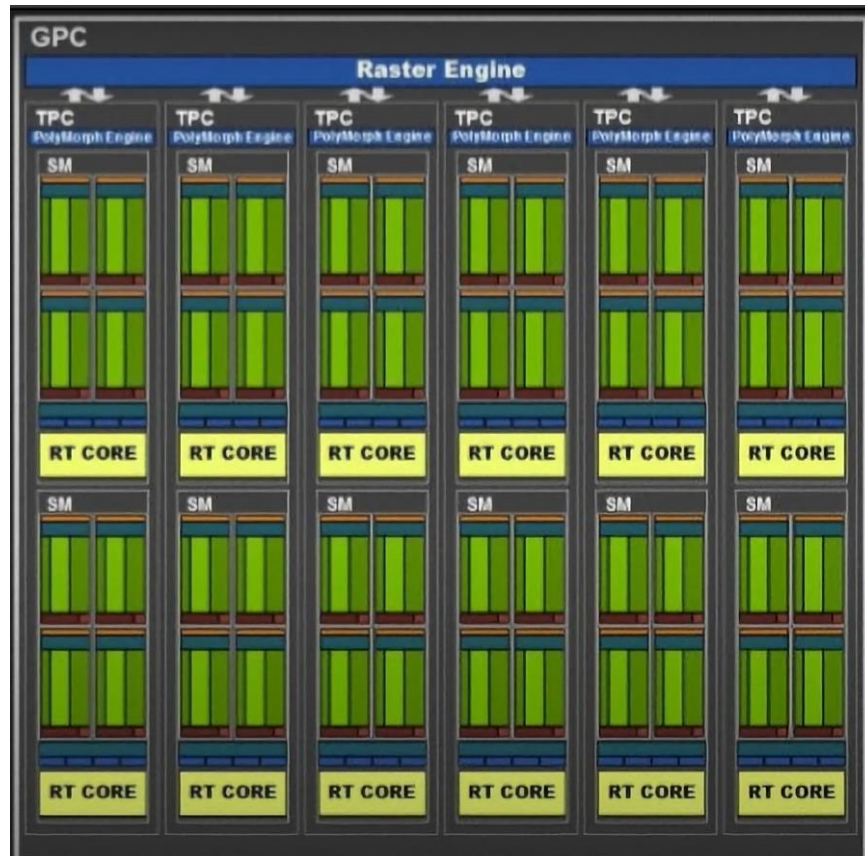 GPC
Raster Engine
TPC TPC TPC TPC TPC TPC
PolyMorph Engine PolyMorph Engine PolyMorph Engine PolyMorph Engine PolyMorph Engine PolyMorph Engine
SM SM SM SM SM SM
RT CORE RT CORE RT CORE RT CORE RT CORE RT CORE
SM SM SM SM SM SM
RT CORE RT CORE RT CORE RT CORE RT CORE RT CORE